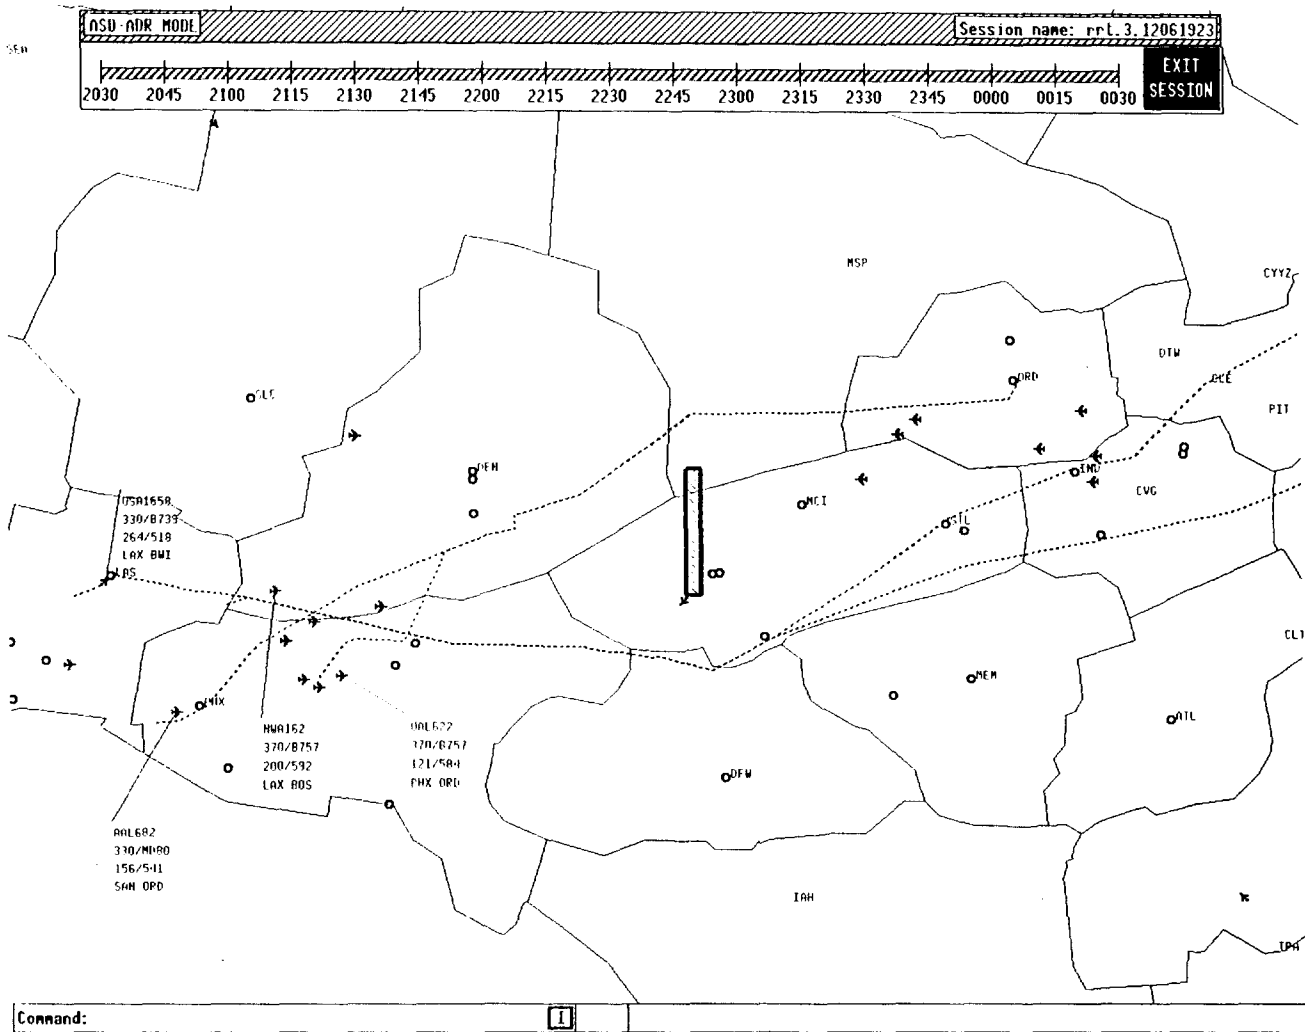 ASD-ADR MODE
Session name: rrl.3.12061923
SEA
EXIT
SESSION
2030 2045 2100 2115 2130 2145 2200 2215 2230 2245 2300 2315 2330 2345 0000 0015 0030
MSP
CYYZ
DTW
CLE
ORD
SLC
PIT
DEN
IND
CVG
MCI
STL
USA1658
330/B73?
264/518
LAX BWI
LAS
CLT
MEM
PHX
ATL
NWA162
370/B757
200/592
LAX BOS
UAL622
370/B757
121/584
PHX ORD
DFW
AAL682
330/MD80
156/541
SAN ORD
IAH
TPA
Command:
I